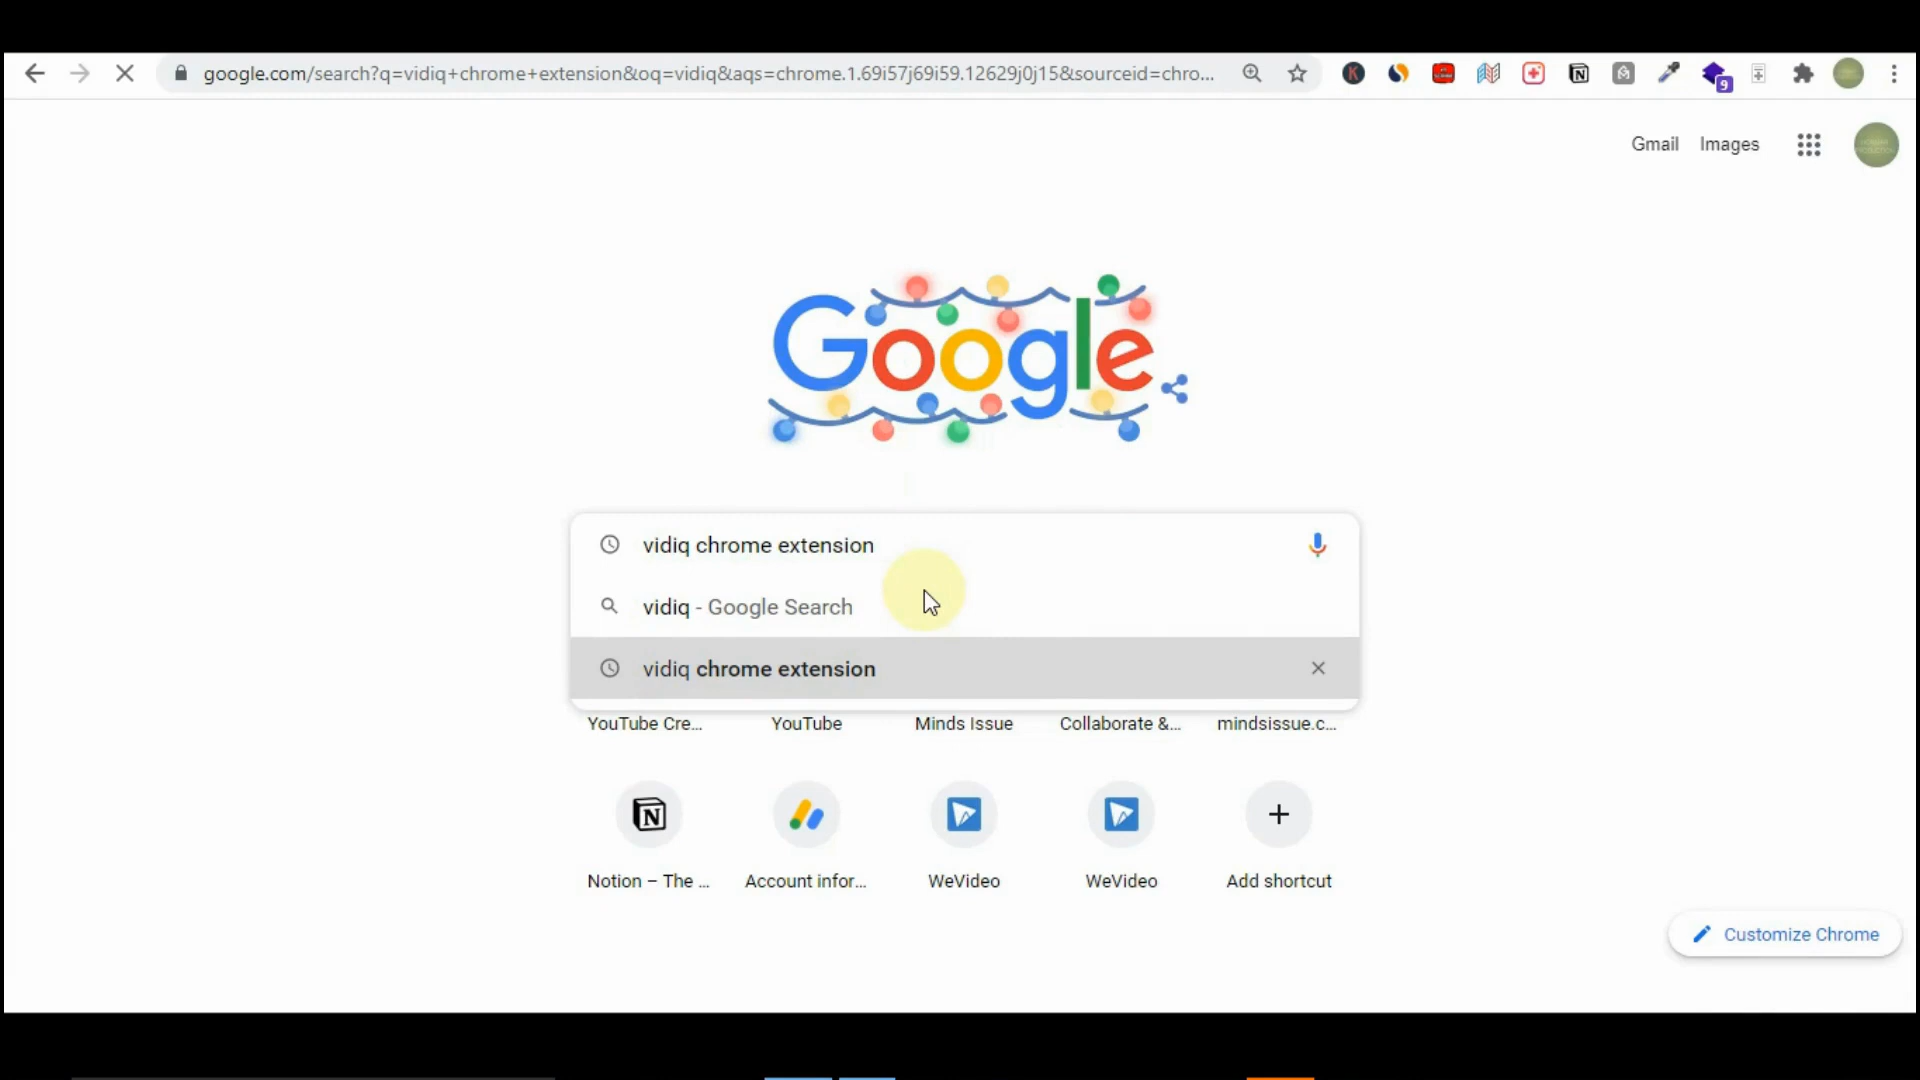 google.com/search?q=vidiq+chrome+extension&oq=vidiq&aqs=chrome.1.69i57j69i59.12629j0j15&sourceid=chro...
K
N
9
Gmail Images
Google
vidiq chrome extension
vidiq - Google Search
vidiq chrome extension
YouTube Cre... YouTube Minds Issue Collaborate &... mindsissue.c...
N
Notion – The ... Account infor... WeVideo WeVideo Add shortcut
Customize Chrome